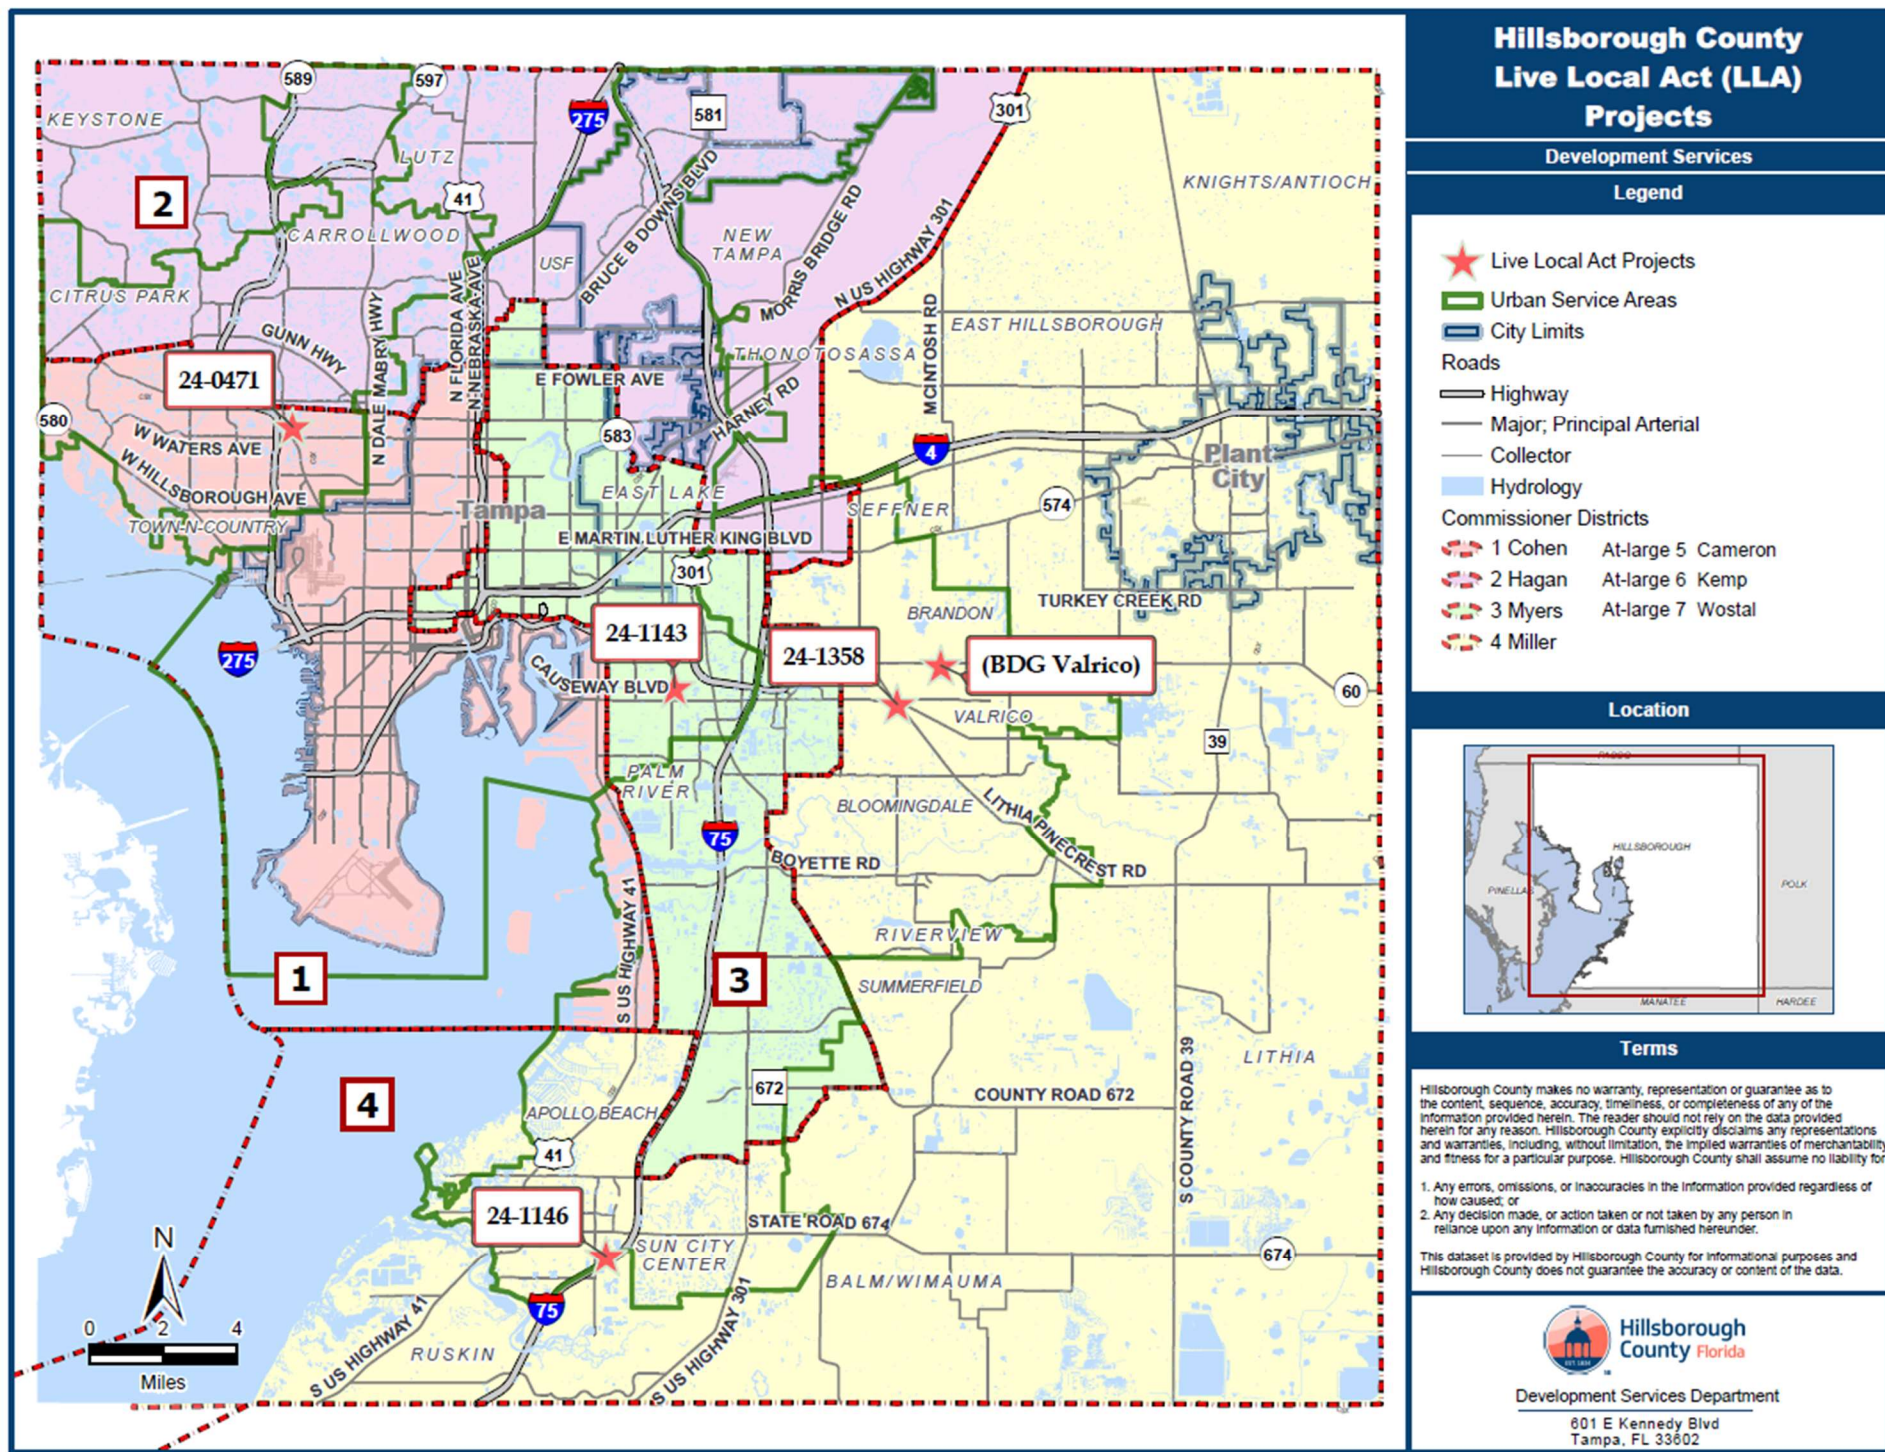 589
597
KEYSTONE
275
581
301
LUTZ
2
41
KNIGHTS/ANTIOCH
CARROLLWOOD
BRUCE B DOWNS BLVD
NEW
TAMPA
MORRIS BRIDGE RD
N US HIGHWAY 301
USF
CITRUS PARK
GUNN HWY
N DALE MABRY HWY
N FLORIDA AVE
N NEBRASKA AVE
MCINTOSH RD
EAST HILLSBOROUGH
THONOTOSASSA
24-0471
E FOWLER AVE
HARNEY RD
580
583
W WATERS AVE
4
Plant
City
W HILLSBOROUGH AVE
EAST LAKE
Tampa
SEFFNER
574
TOWN-N-COUNTRY
E MARTIN LUTHER KING BLVD
301
TURKEY CREEK RD
BRANDON
24-1143
24-1358
(BDG Valrico)
275
CAUSEWAY BLVD
60
VALRICO
39
PALM
RIVER
BLOOMINGDALE
LITHIA PINECREST RD
75
BOYETTE RD
S US HIGHWAY 41
RIVERVIEW
1
3
SUMMERFIELD
S COUNTY ROAD 39
LITHIA
672
COUNTY ROAD 672
4
APOLLO BEACH
41
24-1146
STATE ROAD 674
SUN CITY
CENTER
674
BALM/WIMAUMA
75
N
0 2 4
Miles
RUSKIN
S US HIGHWAY 41
S US HIGHWAY 301
Hillsborough County
Live Local Act (LLA)
Projects
Development Services
Legend
Live Local Act Projects
Urban Service Areas
City Limits
Roads
Highway
Major; Principal Arterial
Collector
Hydrology
Commissioner Districts
1 Cohen At-large 5 Cameron
2 Hagan At-large 6 Kemp
3 Myers At-large 7 Wostal
4 Miller
Location
PASCO
HILLSBOROUGH
PINELLAS
POLK
MANATEE
HARDEE
Terms
Hillsborough County makes no warranty, representation or guarantee as to
the content, sequence, accuracy, timeliness, or completeness of any of the
information provided herein. The reader should not rely on the data provided
herein for any reason. Hillsborough County explicitly disclaims any representations
and warranties, including, without limitation, the implied warranties of merchantability
and fitness for a particular purpose. Hillsborough County shall assume no liability for
1. Any errors, omissions, or inaccuracies in the information provided regardless of
how caused; or
2. Any decision made, or action taken or not taken by any person in
reliance upon any information or data furnished hereunder.
This dataset is provided by Hillsborough County for informational purposes and
Hillsborough County does not guarantee the accuracy or content of the data.
Hillsborough
County Florida
Development Services Department
601 E Kennedy Blvd
Tampa, FL 33602